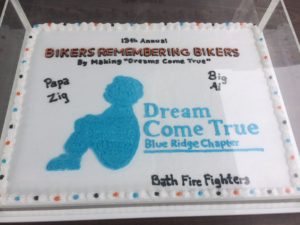 13th Annual
BIKERS REMEMBERING BIKERS
By Making "Dreams Come True"
Papa
Zig
Big
Al
Dream
Come True
Blue Ridge Chapter
Bath Fire Fighters